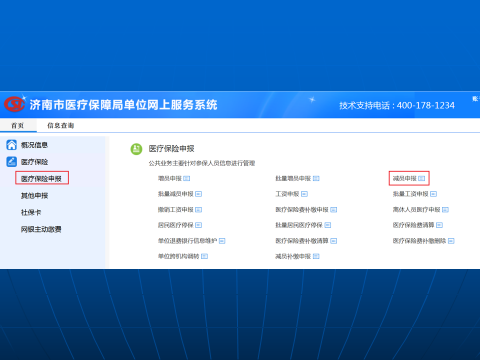 济南市医疗保障局单位网上服务系统
技术支持电话：400-178-1234
首页 信息查询
概况信息
医疗保险
医疗保险申报
其他申报
社保卡
网银主动缴费
医疗保险申报
公共业务主要针对参保人员信息进行管理
增员申报 批量增员申报 减员申报
批量减员申报 工资申报 批量工资申报
撤销工资申报 医疗保险费补缴申报 离休人员医疗申报
居民医疗停保 批量居民医疗停保 医疗保险费清算
单位退费银行信息维护 医疗保险费补缴清算 医疗保险费补缴删除
单位跨机构调转 减员补缴申报